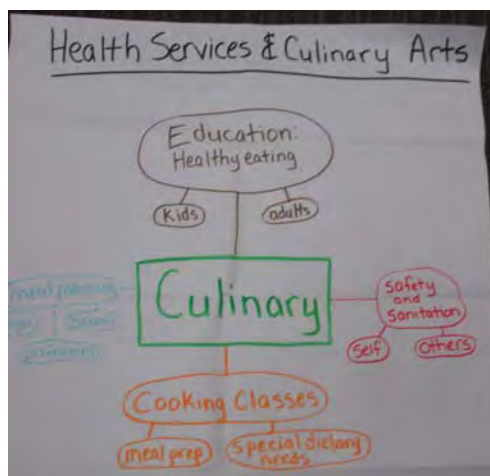 Health Services & Culinary Arts
Education:
Healthy eating
Kids
adults
Culinary
Safety
and
Sanitation
Self
others
Cooking Classes
meal prep
special dietary
needs